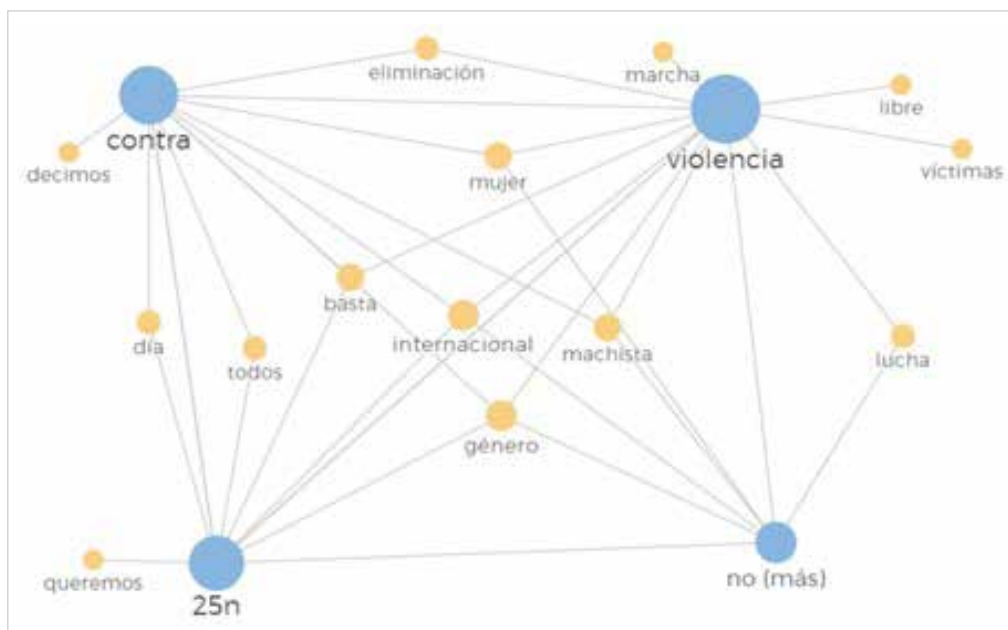 eliminación
marcha
libre
contra
violencia
decimos
víctimas
mujer
basta
internacional
machista
día
todos
lucha
género
queremos
25n
no (más)